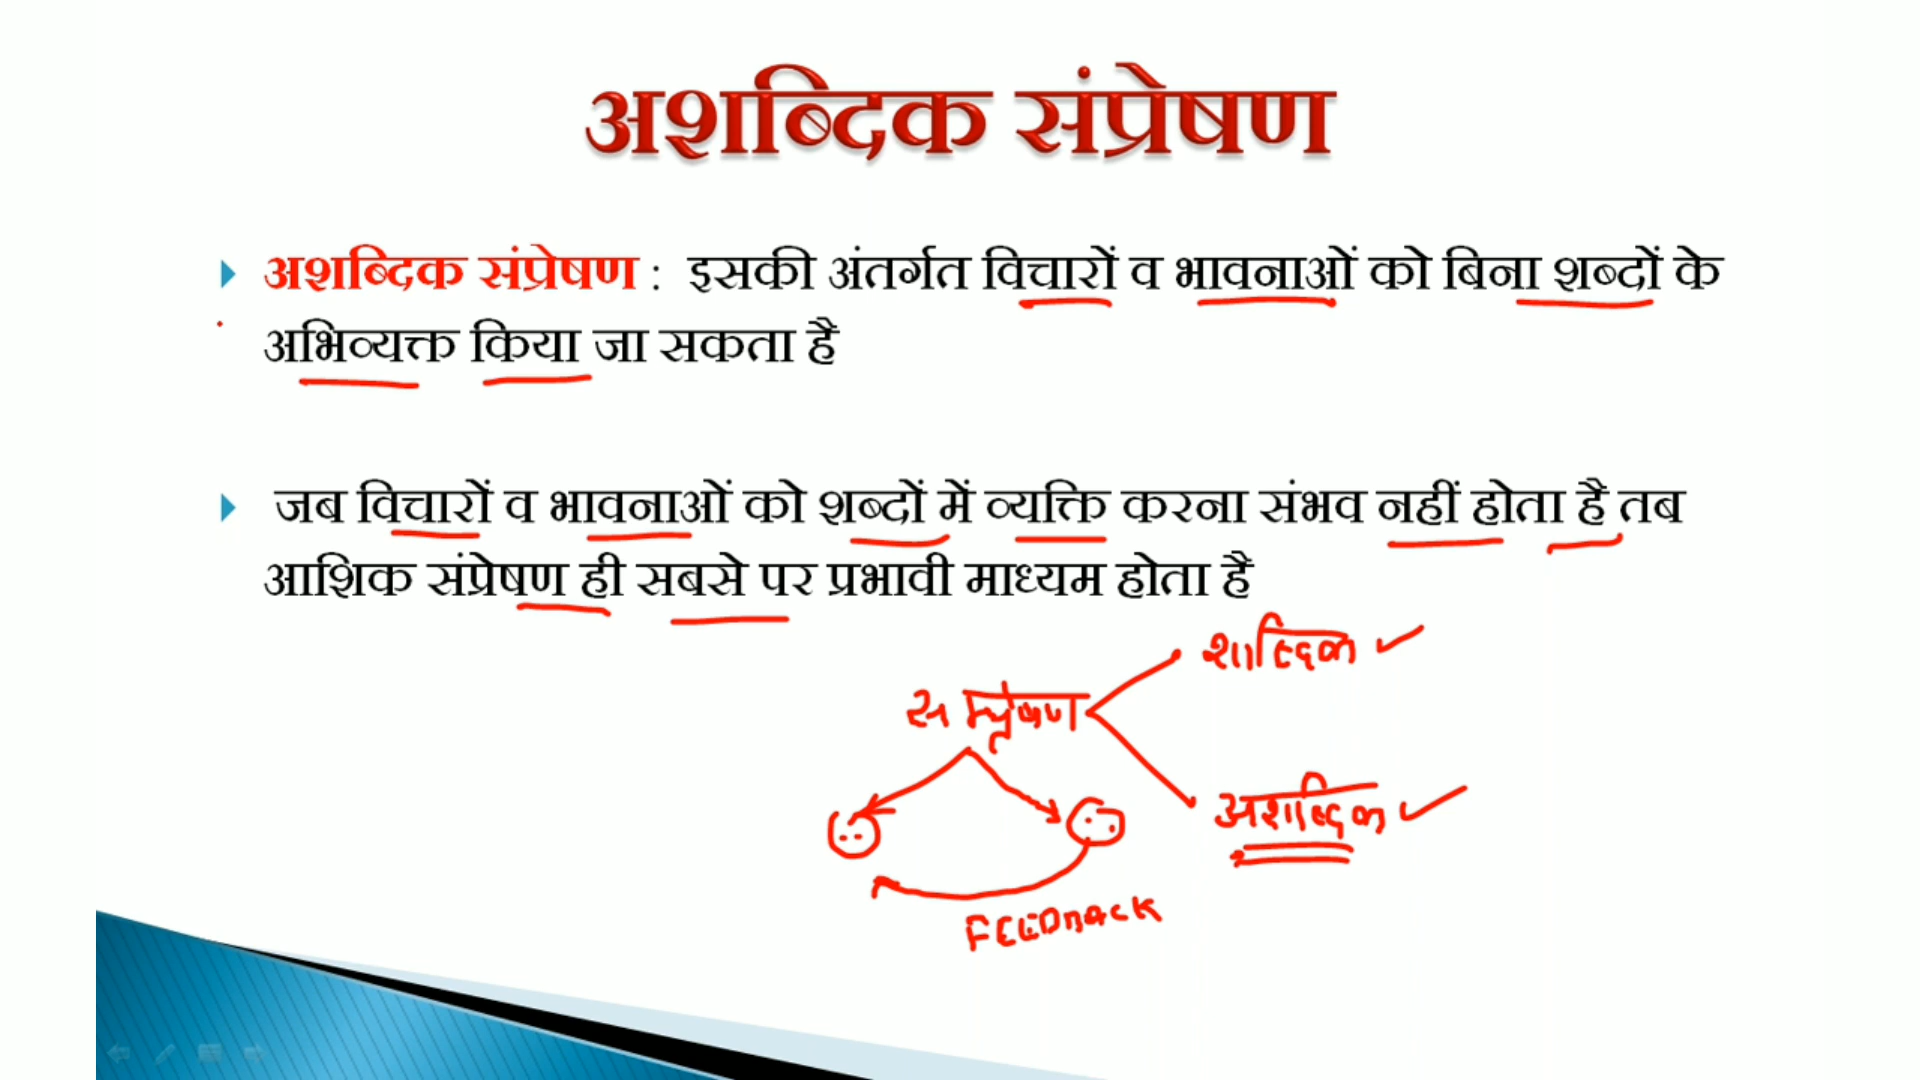 अशब्दिक संप्रेषण
अशब्दिक संप्रेषण : इसकी अंतर्गत विचारों व भावनाओं को बिना शब्दों के
अभिव्यक्त किया जा सकता है
जब विचारों व भावनाओं को शब्दों में व्यक्ति करना संभव नहीं होता है तब
आशिक संप्रेषण ही सबसे पर प्रभावी माध्यम होता है
शाब्दिक
सम्प्रेषण
अशाब्दिक
FEEDBACK